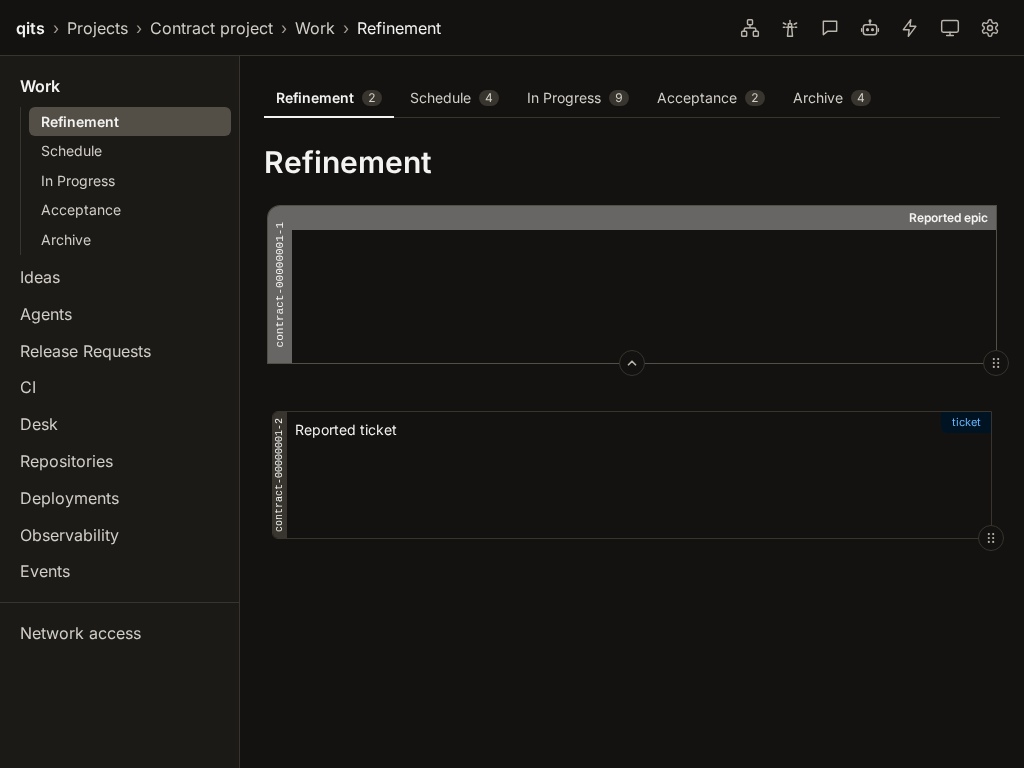 qits › Projects › Contract project › Work › Refinement
Work
Refinement
Schedule
In Progress
Acceptance
Archive
Ideas
Agents
Release Requests
CI
Desk
Repositories
Deployments
Observability
Events
Network access
Refinement 2 Schedule 4 In Progress 9 Acceptance 2 Archive 4
Refinement
Reported epic
contract-00000001-1
contract-00000001-2
Reported ticket
ticket